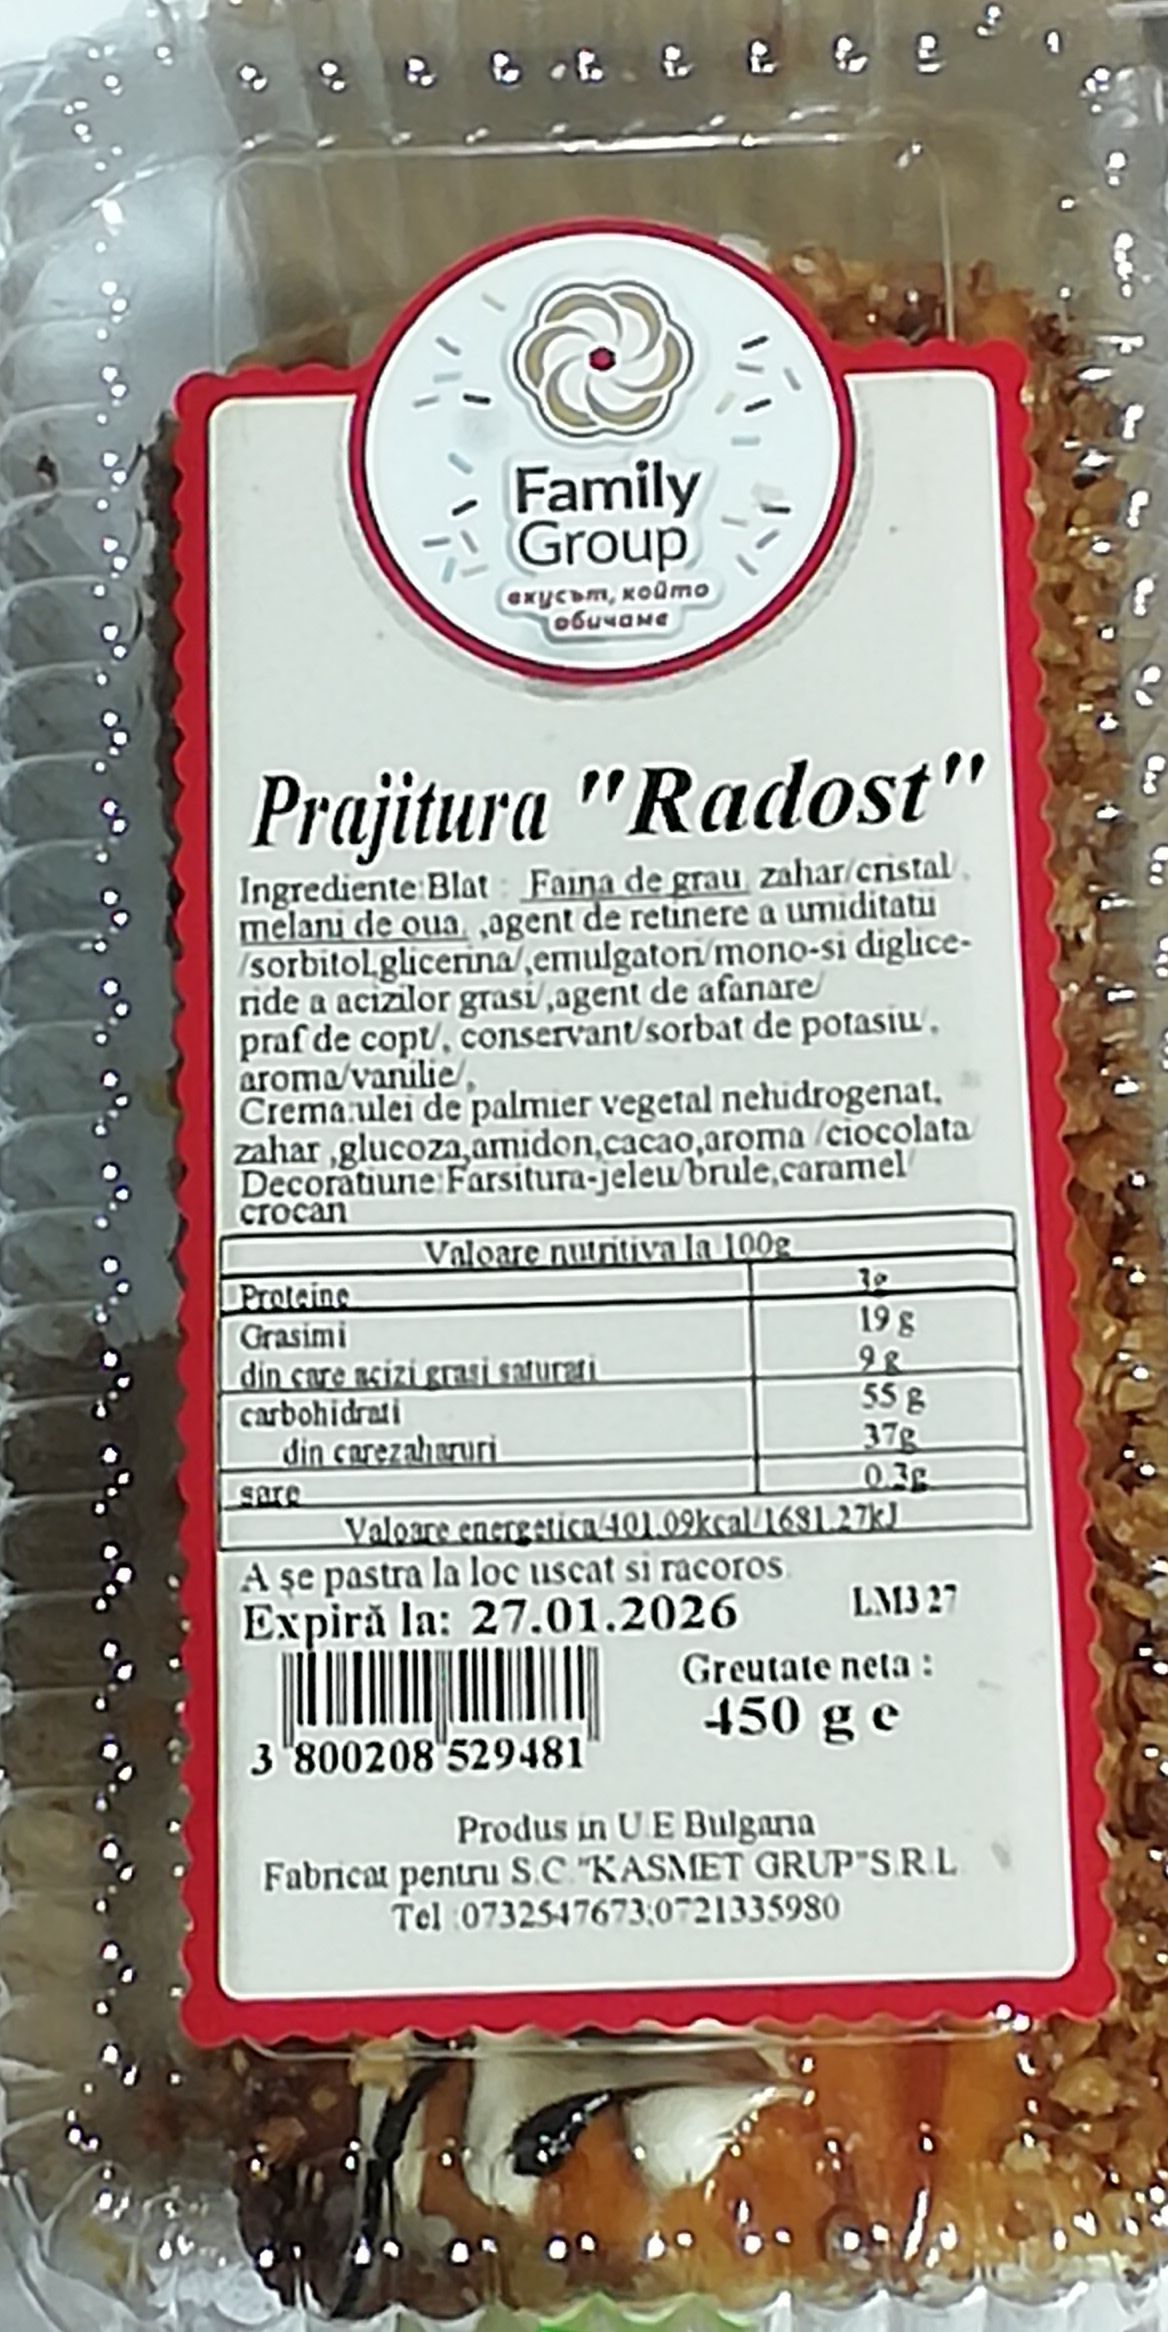 Family
Group
вкусът, който
обичаме
Prajitura "Radost"
Ingrediente:Blat : Faina de grau, zahar/cristal/,
melanj de oua, ,agent de retinere a umiditatii
/sorbitol,glicerina/,emulgatori/mono-si diglice-
ride a acizilor grasi/,agent de afanare/
praf de copt/, conservant/sorbat de potasiu/,
aroma/vanilie/,
Crema:ulei de palmier vegetal nehidrogenat,
zahar ,glucoza,amidon,cacao,aroma /ciocolata/
Decoratiune:Farsitura-jeleu/brule,caramel/
crocan
Valoare nutritiva la 100g
Proteine 3g
Grasimi 19 g
din care acizi grasi saturati 9 g
carbohidrati 55 g
din carezaharuri 37g
sare 0.3g
Valoare energetica/401.09kcal/1681.27kJ
A se pastra la loc uscat si racoros
Expiră la: 27.01.2026 LM3 27
Greutate neta :
450 g e
3 800208 529481
Produs in U.E Bulgaria
Fabricat pentru S.C."KASMET GRUP"S.R.L
Tel :0732547673;0721335980